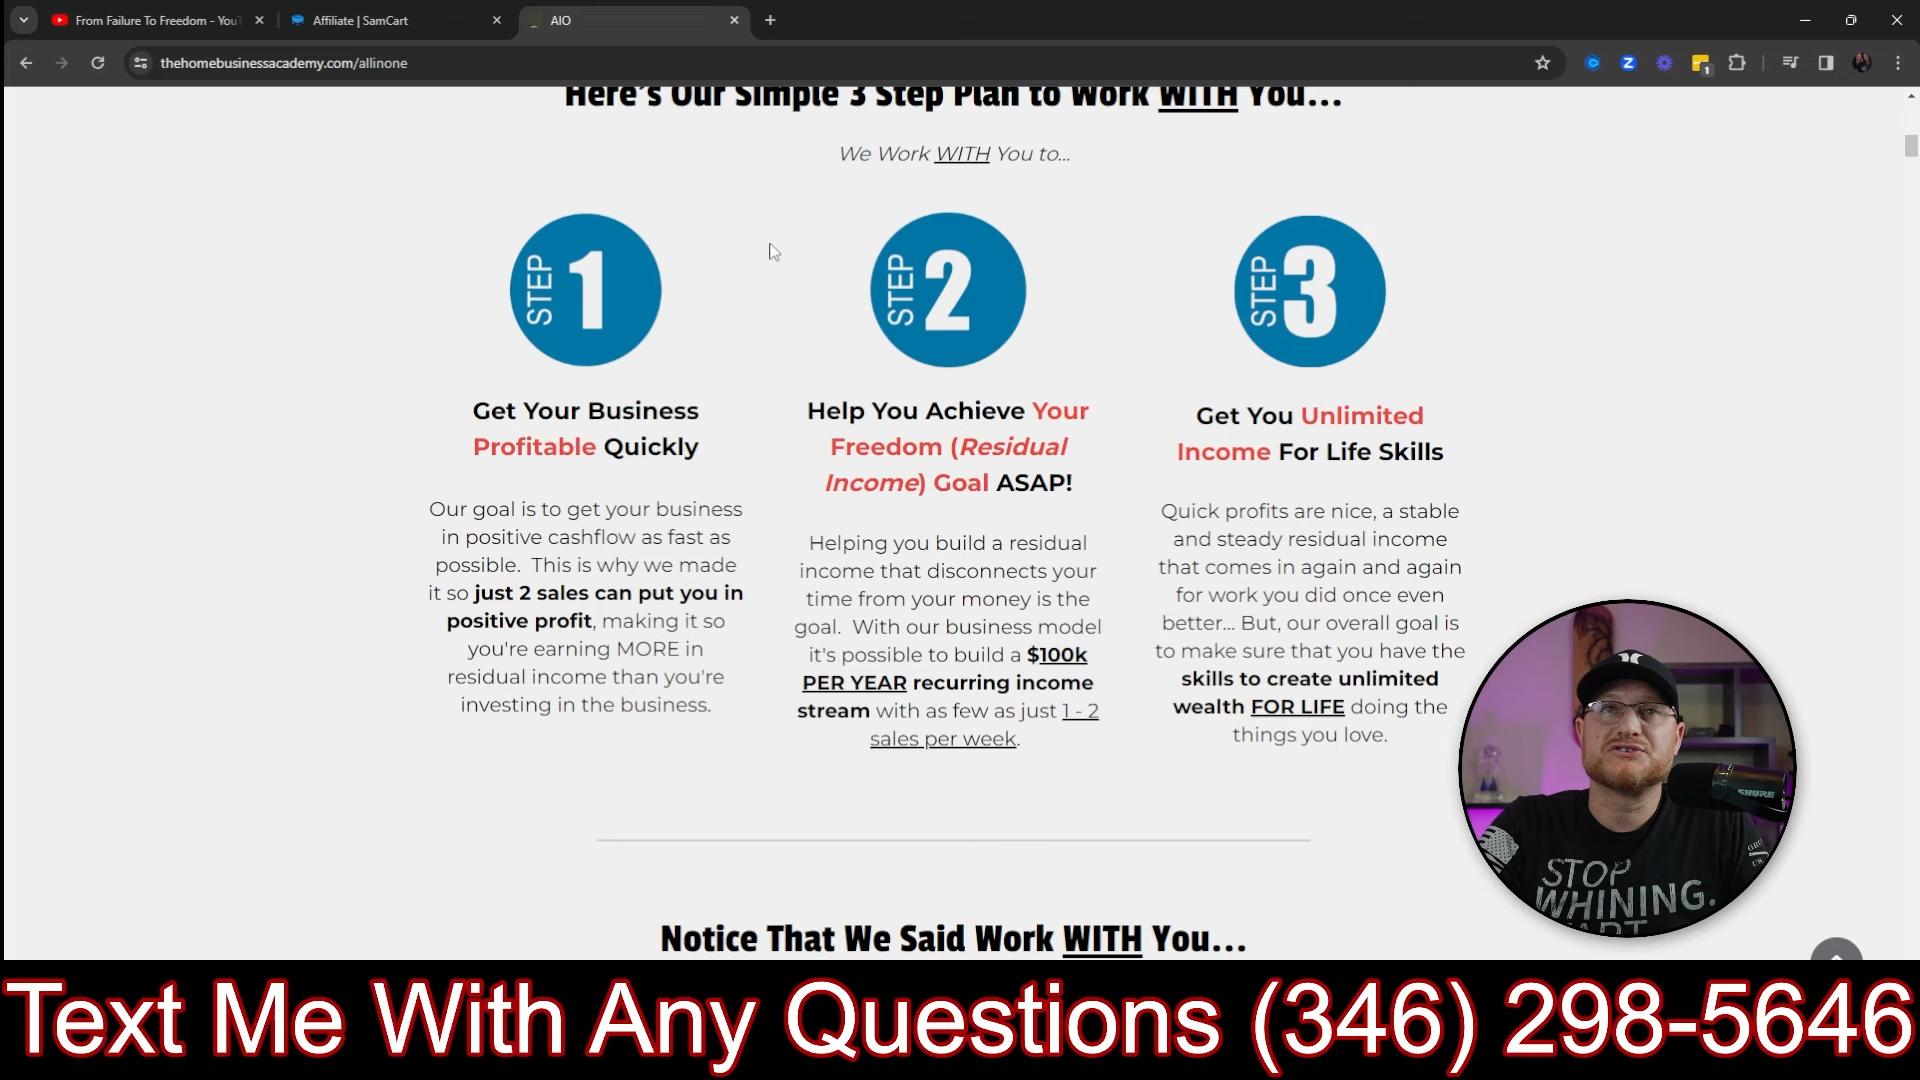 From Failure To Freedom - You
Affiliate | SamCart
AIO
thehomebusinessacademy.com/allinone
Here's Our Simple 3 Step Plan to Work WITH You...
We Work WITH You to...
STEP 1
STEP 2
STEP 3
Get Your Business
Profitable Quickly
Our goal is to get your business
in positive cashflow as fast as
possible. This is why we made
it so just 2 sales can put you in
positive profit, making it so
you're earning MORE in
residual income than you're
investing in the business.
Help You Achieve Your
Freedom (Residual
Income) Goal ASAP!
Helping you build a residual
income that disconnects your
time from your money is the
goal. With our business model
it's possible to build a $100k
PER YEAR recurring income
stream with as few as just 1 - 2
sales per week.
Get You Unlimited
Income For Life Skills
Quick profits are nice, a stable
and steady residual income
that comes in again and again
for work you did once even
better... But, our overall goal is
to make sure that you have the
skills to create unlimited
wealth FOR LIFE doing the
things you love.
SHURE
STOP
WHINING.
Notice That We Said Work WITH You...
Text Me With Any Questions (346) 298-5646